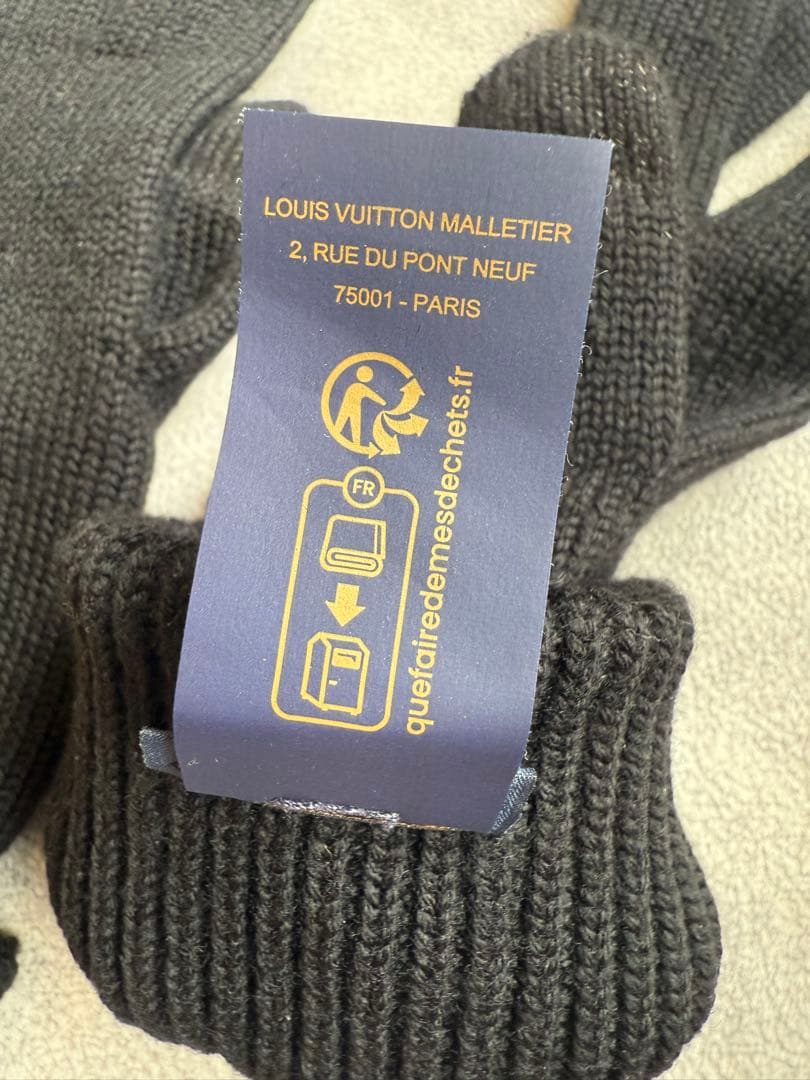 LOUIS VUITTON MALLETIER
2, RUE DU PONT NEUF
75001 - PARIS
FR
quefairedemesdechets.fr